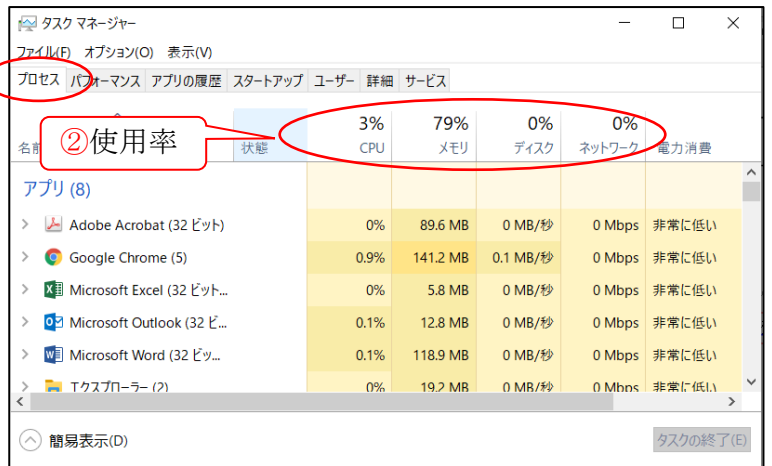 タスク マネージャー
ファイル(F) オプション(O) 表示(V)
プロセス パフォーマンス アプリの履歴 スタートアップ ユーザー 詳細 サービス
②使用率
3% 79% 0% 0%
名前 状態 CPU メモリ ディスク ネットワーク 電力消費
アプリ (8)
Adobe Acrobat (32 ビット) 0% 89.6 MB 0 MB/秒 0 Mbps 非常に低い
Google Chrome (5) 0.9% 141.2 MB 0.1 MB/秒 0 Mbps 非常に低い
Microsoft Excel (32 ビット... 0% 5.8 MB 0 MB/秒 0 Mbps 非常に低い
Microsoft Outlook (32 ビ... 0.1% 12.8 MB 0 MB/秒 0 Mbps 非常に低い
Microsoft Word (32 ビッ... 0.1% 118.9 MB 0 MB/秒 0 Mbps 非常に低い
エクスプローラー (2) 0% 19.2 MB 0 MB/秒 0 Mbps 非常に低い
簡易表示(D)
タスクの終了(E)